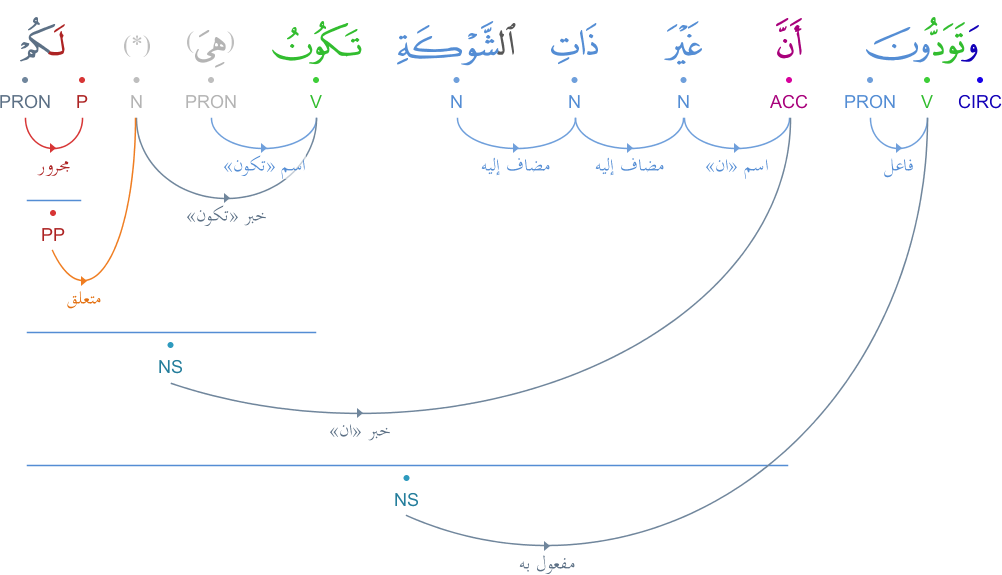 وَتَوَدُّونَ أَنَّ غَيْرَ ذَاتِ ٱلشَّوْكَةِ تَكُونُ (هِيَ) (*) لَكُمْ
CIRC V PRON ACC N N N V PRON N P PRON
فاعل اسم «ان» مضاف إليه مضاف إليه اسم «تكون» مجرور
خبر «تكون»
PP
متعلق
NS
خبر «ان»
NS
مفعول به